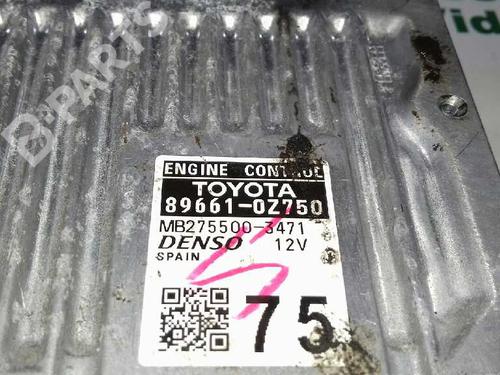 ENGINE CONTROL
TOYOTA
89661-0Z750
MB275500-3471
DENSO 12V
SPAIN
75